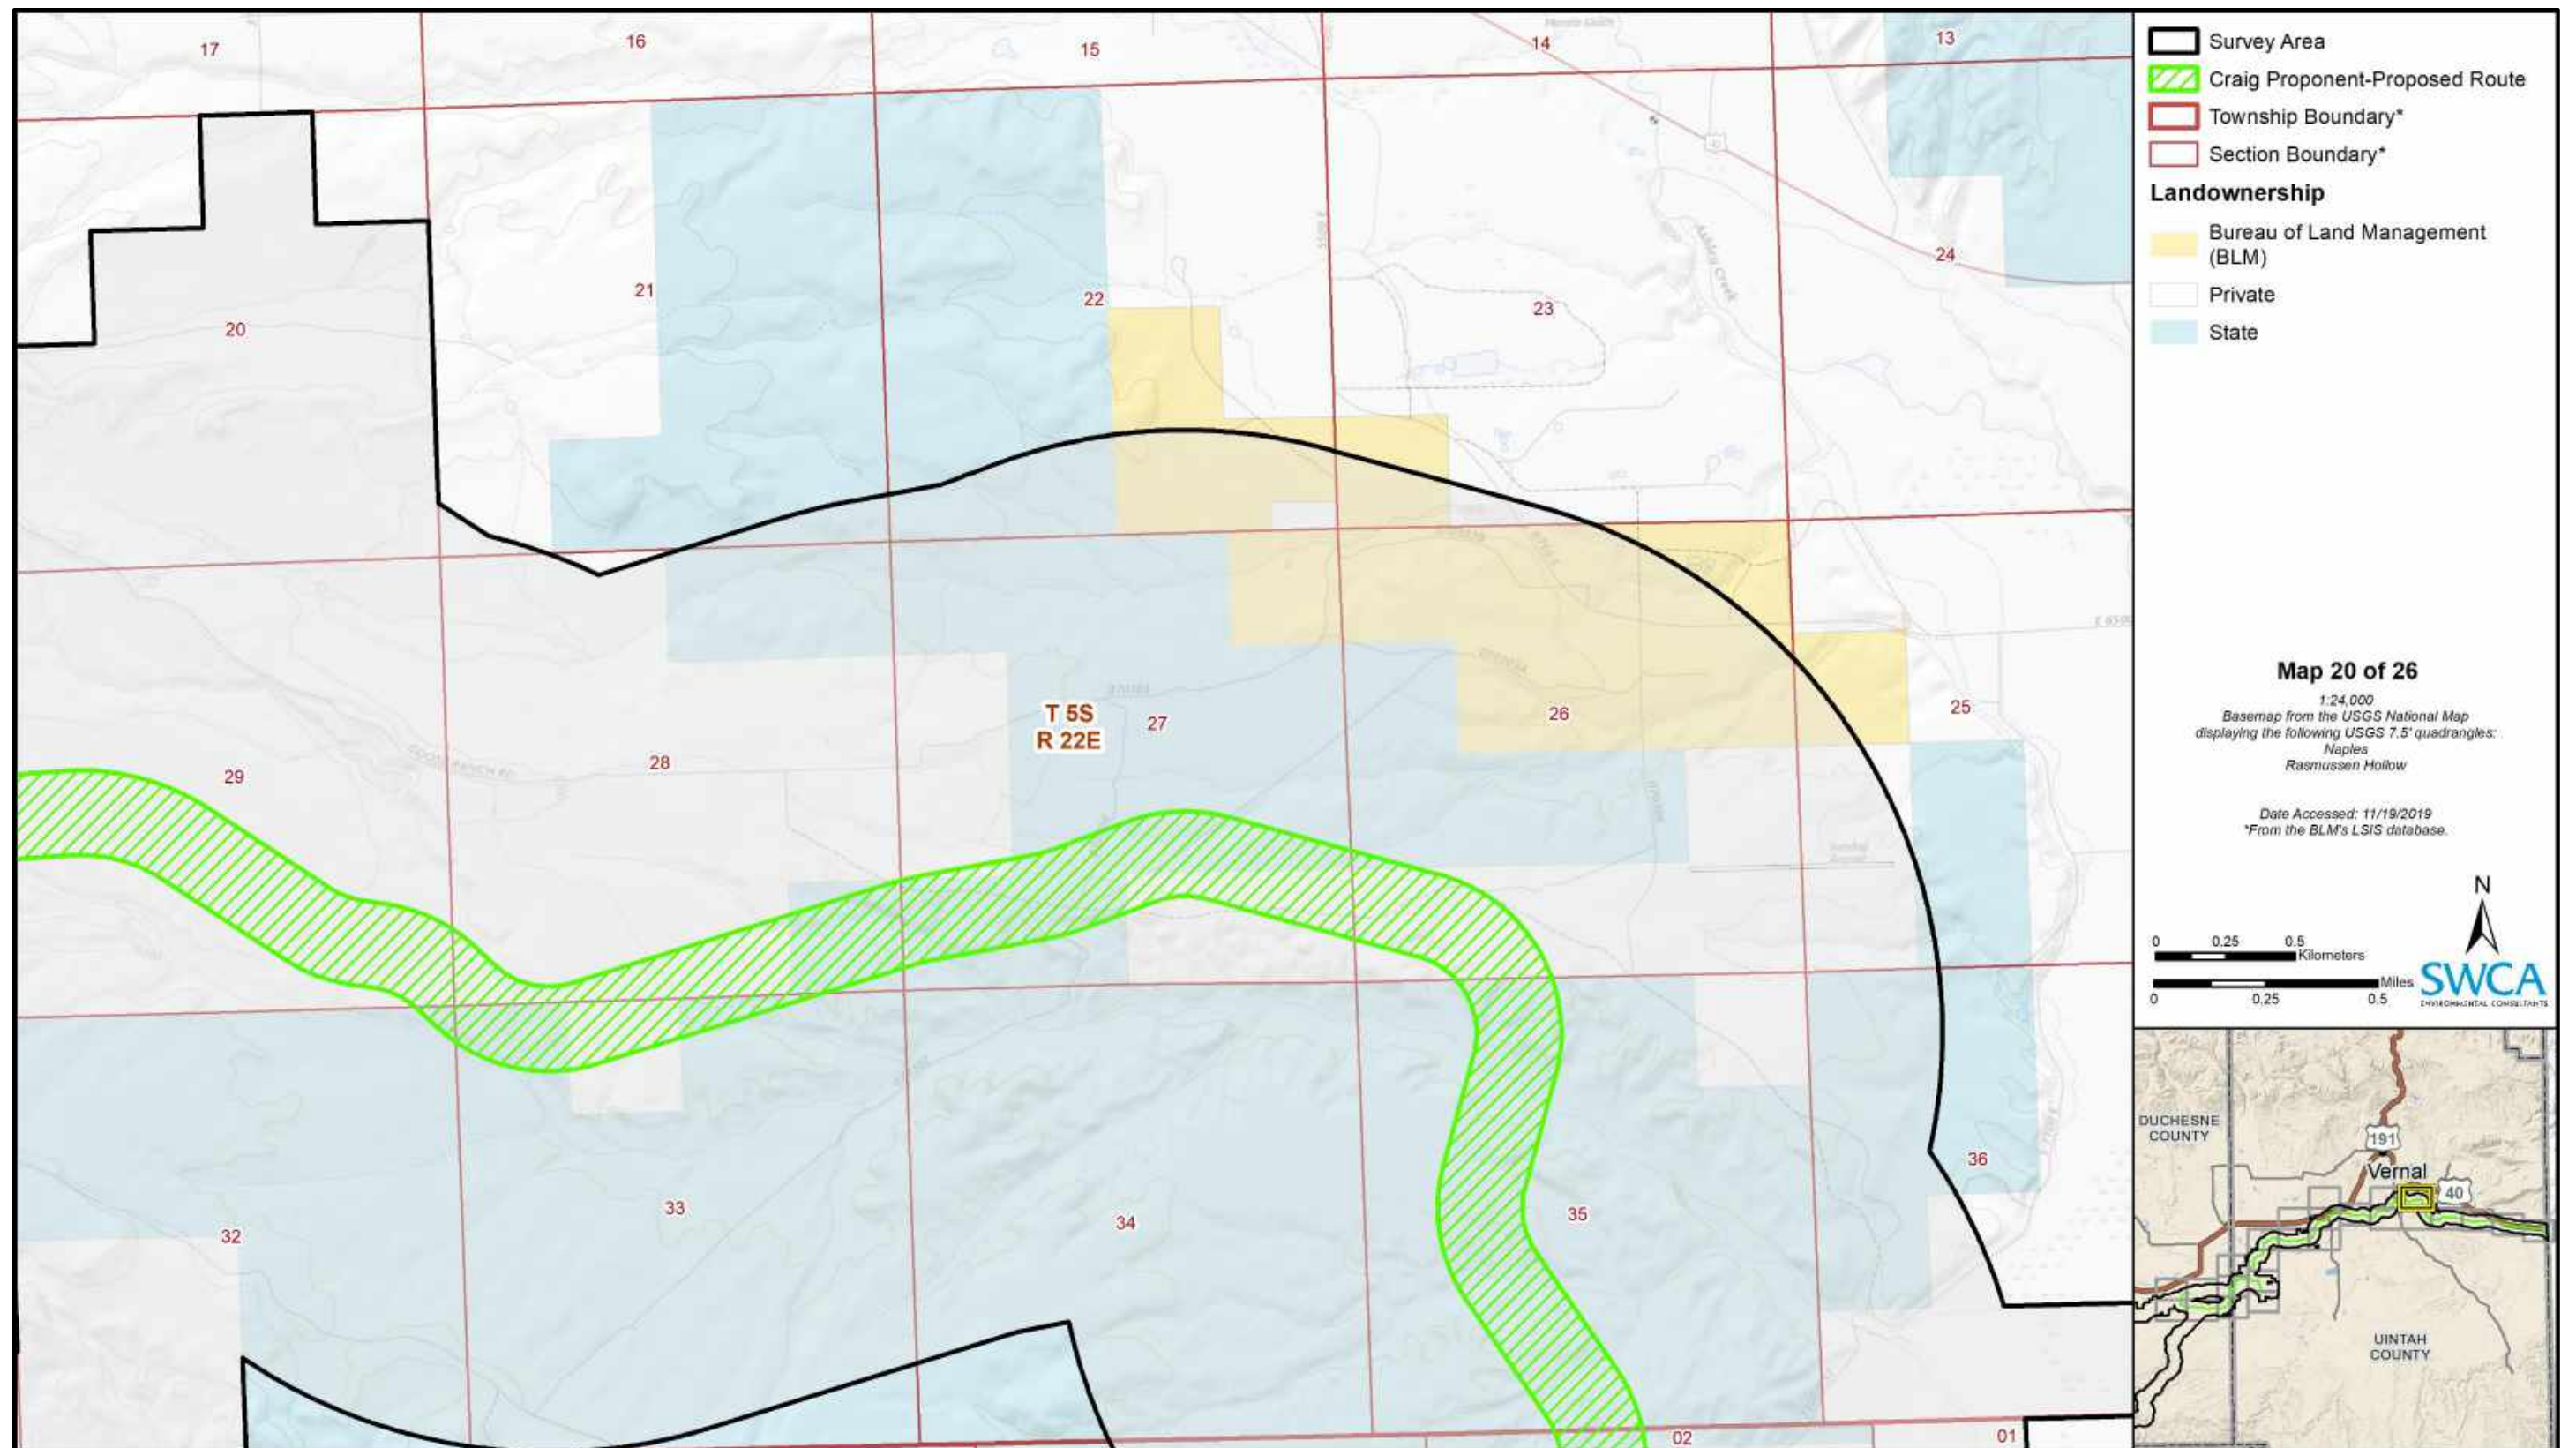 17
16
15
14
13
20
21
22
23
24
29
28
27
26
25
T 5S
R 22E
32
33
34
35
36
02
01
Ashley Creek
Survey Area
Craig Proponent-Proposed Route
Township Boundary*
Section Boundary*
Landownership
Bureau of Land Management
(BLM)
Private
State
Map 20 of 26
1:24,000
Basemap from the USGS National Map
displaying the following USGS 7.5' quadrangles:
Naples
Rasmussen Hollow
Date Accessed: 11/19/2019
*From the BLM's LSIS database.
N
0 0.25 0.5
Kilometers
Miles
0 0.25 0.5
SWCA
ENVIRONMENTAL CONSULTANTS
DUCHESNE
COUNTY
191
Vernal
40
UINTAH
COUNTY